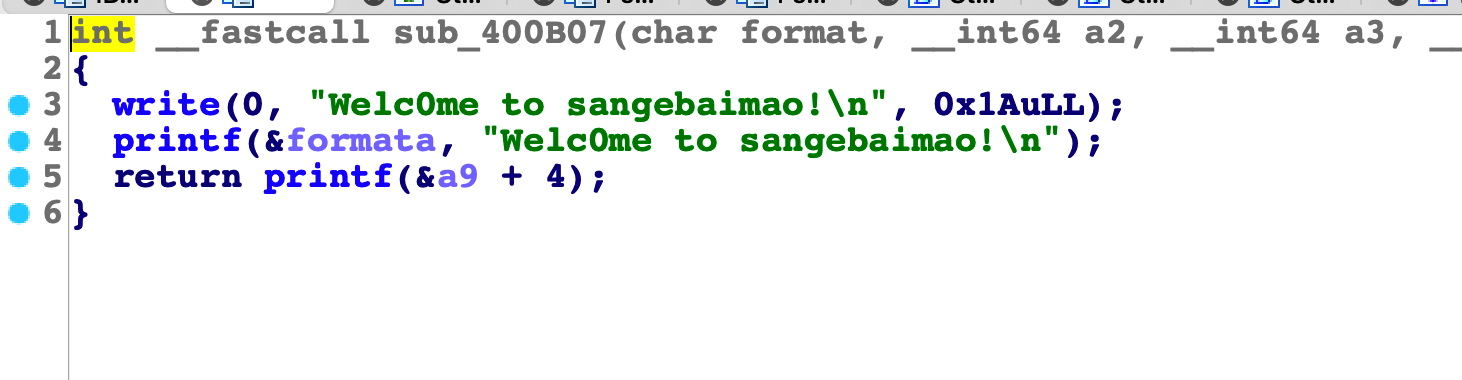 1 int __fastcall sub_400B07(char format, __int64 a2, __int64 a3, __
2 {
3 write(0, "Welc0me to sangebaimao!\n", 0x1AuLL);
4 printf(&formata, "Welc0me to sangebaimao!\n");
5 return printf(&a9 + 4);
6 }